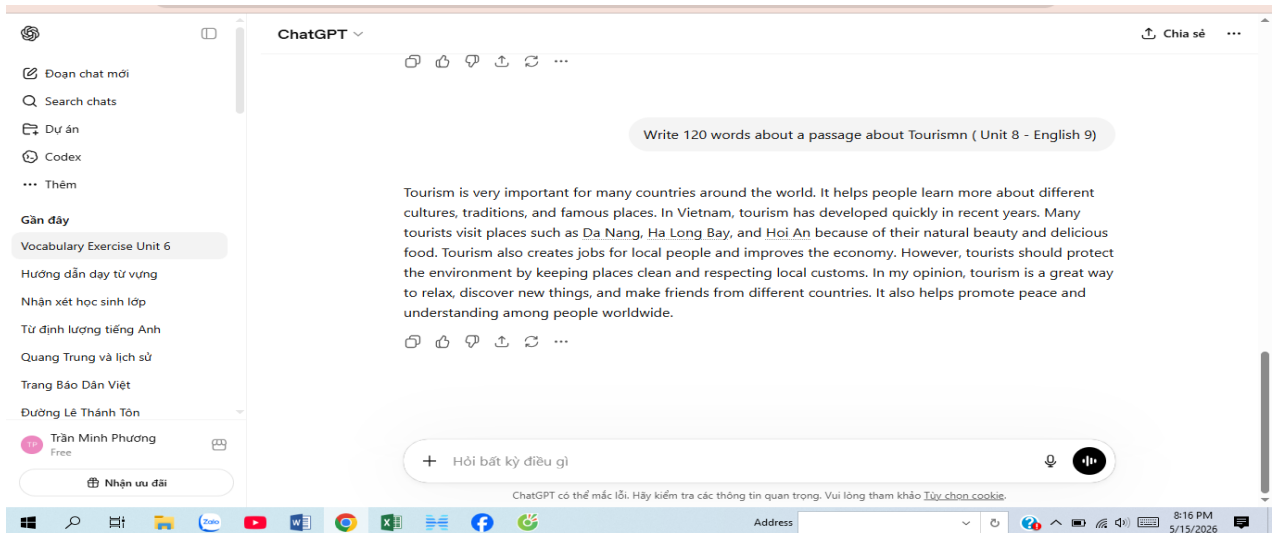 ChatGPT
Chia sẻ
Đoạn chat mới
Search chats
Dự án
Codex
Thêm
Gần đây
Vocabulary Exercise Unit 6
Hướng dẫn dạy từ vựng
Nhận xét học sinh lớp
Từ định lượng tiếng Anh
Quang Trung và lịch sử
Trang Báo Dân Việt
Đường Lê Thánh Tôn
TP
Trần Minh Phương
Free
Nhận ưu đãi
Write 120 words about a passage about Tourismn ( Unit 8 - English 9)
Tourism is very important for many countries around the world. It helps people learn more about different
cultures, traditions, and famous places. In Vietnam, tourism has developed quickly in recent years. Many
tourists visit places such as Da Nang, Ha Long Bay, and Hoi An because of their natural beauty and delicious
food. Tourism also creates jobs for local people and improves the economy. However, tourists should protect
the environment by keeping places clean and respecting local customs. In my opinion, tourism is a great way
to relax, discover new things, and make friends from different countries. It also helps promote peace and
understanding among people worldwide.
Hỏi bất kỳ điều gì
ChatGPT có thể mắc lỗi. Hãy kiểm tra các thông tin quan trọng. Vui lòng tham khảo Tùy chọn cookie.
Zalo
Address
8:16 PM
5/15/2026